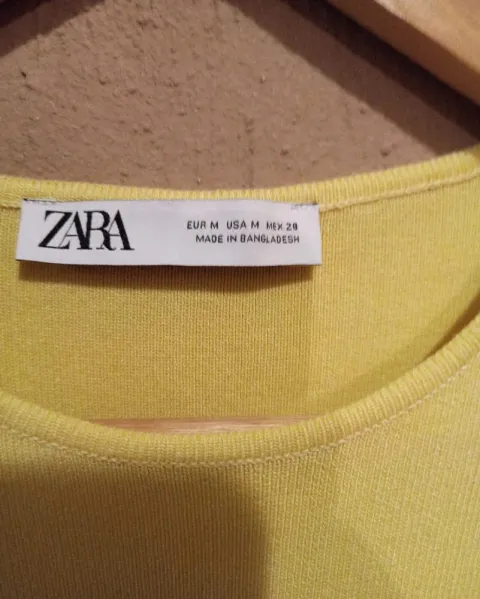 ZARA
EUR M USA M MEX 28
MADE IN BANGLADESH